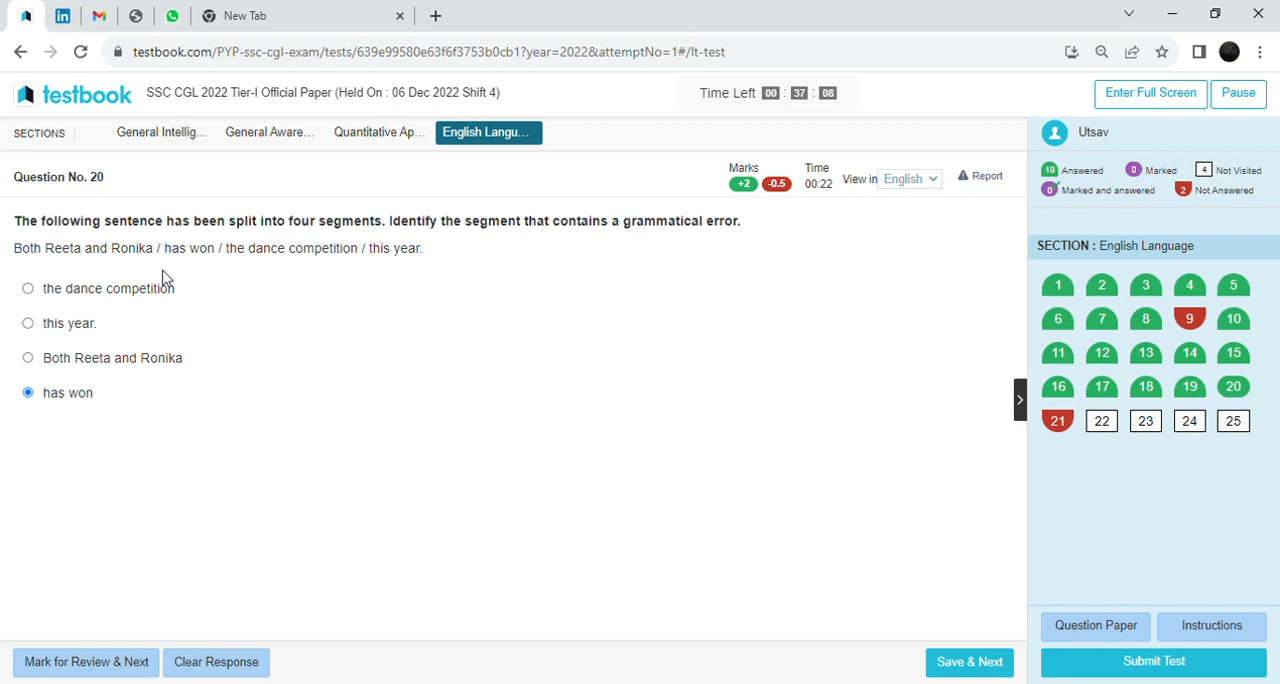 New Tab
testbook.com/PYP-ssc-cgl-exam/tests/639e99580e63f6f3753b0cb1?year=2022&attemptNo=1#/lt-test
testbook SSC CGL 2022 Tier-I Official Paper (Held On : 06 Dec 2022 Shift 4) Time Left 00 : 37 : 08 Enter Full Screen Pause
SECTIONS General Intellig... General Aware... Quantitative Ap... English Langu... Utsav
Question No. 20 Marks +2 -0.5 Time 00:22 View in English Report
19 Answered 0 Marked 4 Not Visited
0 Marked and answered 2 Not Answered
The following sentence has been split into four segments. Identify the segment that contains a grammatical error.
Both Reeta and Ronika / has won / the dance competition / this year.
the dance competition
this year.
Both Reeta and Ronika
has won
SECTION : English Language
1 2 3 4 5
6 7 8 9 10
11 12 13 14 15
16 17 18 19 20
21 22 23 24 25
Question Paper Instructions
Mark for Review & Next Clear Response Save & Next Submit Test